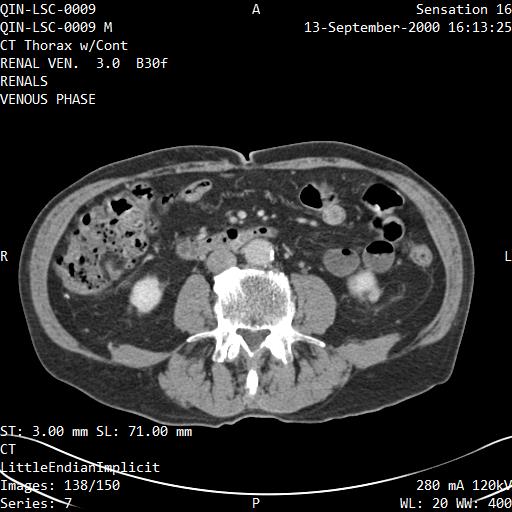 QIN-LSC-0009
A
Sensation 16
QIN-LSC-0009 M
13-September-2000 16:13:25
CT Thorax w/Cont
RENAL VEN. 3.0 B30f
RENALS
VENOUS PHASE
R
L
ST: 3.00 mm SL: 71.00 mm
CT
LittleEndianImplicit
Images: 138/150
280 mA 120kV
Series: 7
P
WL: 20 WW: 400